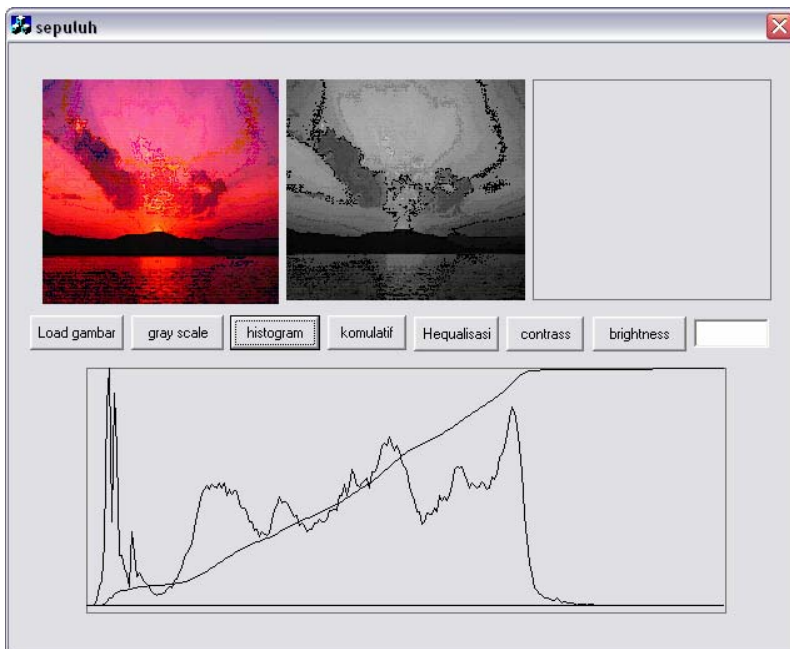 sepuluh
Load gambar
gray scale
histogram
komulatif
Hequalisasi
contrass
brightness